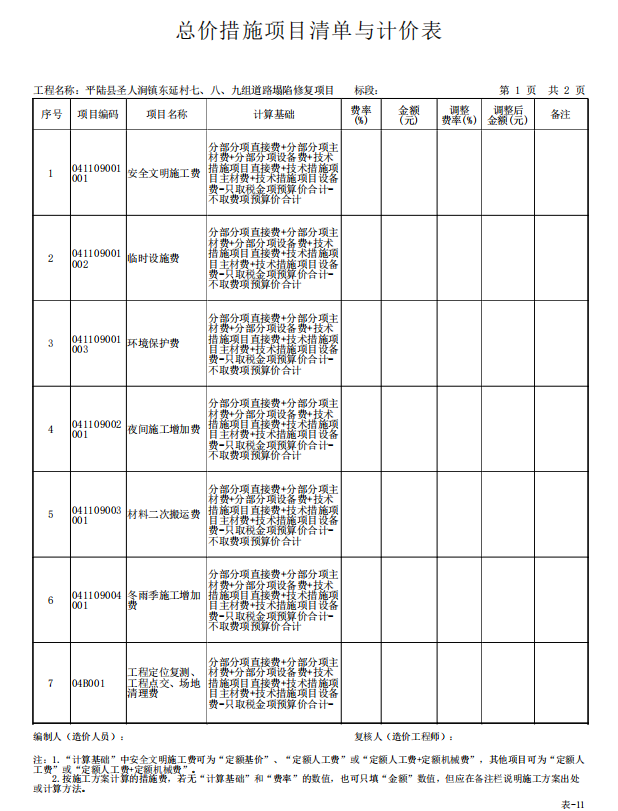 总价措施项目清单与计价表
工程名称：平陆县圣人涧镇东延村七、八、九组道路塌陷修复项目 标段： 第 1 页 共 2 页
序号 项目编码 项目名称 计算基础 费率(%) 金额(元) 调整费率(%) 调整后金额(元) 备注
1 041109001001 安全文明施工费
分部分项直接费+分部分项主
材费+分部分项设备费+技术
措施项目直接费+技术措施项
目主材费+技术措施项目设备
费-只取税金项预算价合计-
不取费项预算价合计
2 041109001002 临时设施费
分部分项直接费+分部分项主
材费+分部分项设备费+技术
措施项目直接费+技术措施项
目主材费+技术措施项目设备
费-只取税金项预算价合计-
不取费项预算价合计
3 041109001003 环境保护费
分部分项直接费+分部分项主
材费+分部分项设备费+技术
措施项目直接费+技术措施项
目主材费+技术措施项目设备
费-只取税金项预算价合计-
不取费项预算价合计
4 041109002001 夜间施工增加费
分部分项直接费+分部分项主
材费+分部分项设备费+技术
措施项目直接费+技术措施项
目主材费+技术措施项目设备
费-只取税金项预算价合计-
不取费项预算价合计
5 041109003001 材料二次搬运费
分部分项直接费+分部分项主
材费+分部分项设备费+技术
措施项目直接费+技术措施项
目主材费+技术措施项目设备
费-只取税金项预算价合计-
不取费项预算价合计
6 041109004001 冬雨季施工增加费
分部分项直接费+分部分项主
材费+分部分项设备费+技术
措施项目直接费+技术措施项
目主材费+技术措施项目设备
费-只取税金项预算价合计-
不取费项预算价合计
7 04B001 工程定位复测、工程点交、场地清理费
分部分项直接费+分部分项主
材费+分部分项设备费+技术
措施项目直接费+技术措施项
目主材费+技术措施项目设备
费-只取税金项预算价合计-
编制人（造价人员）： 复核人（造价工程师）：
注：1.“计算基础”中安全文明施工费可为“定额基价”、“定额人工费”或“定额人工费+定额机械费”，其他项目可为“定额人
工费”或“定额人工费+定额机械费”。
2.按施工方案计算的措施费，若无“计算基础”和“费率”的数值，也可只填“金额”数值，但应在备注栏说明施工方案出处
或计算方法。
表-11